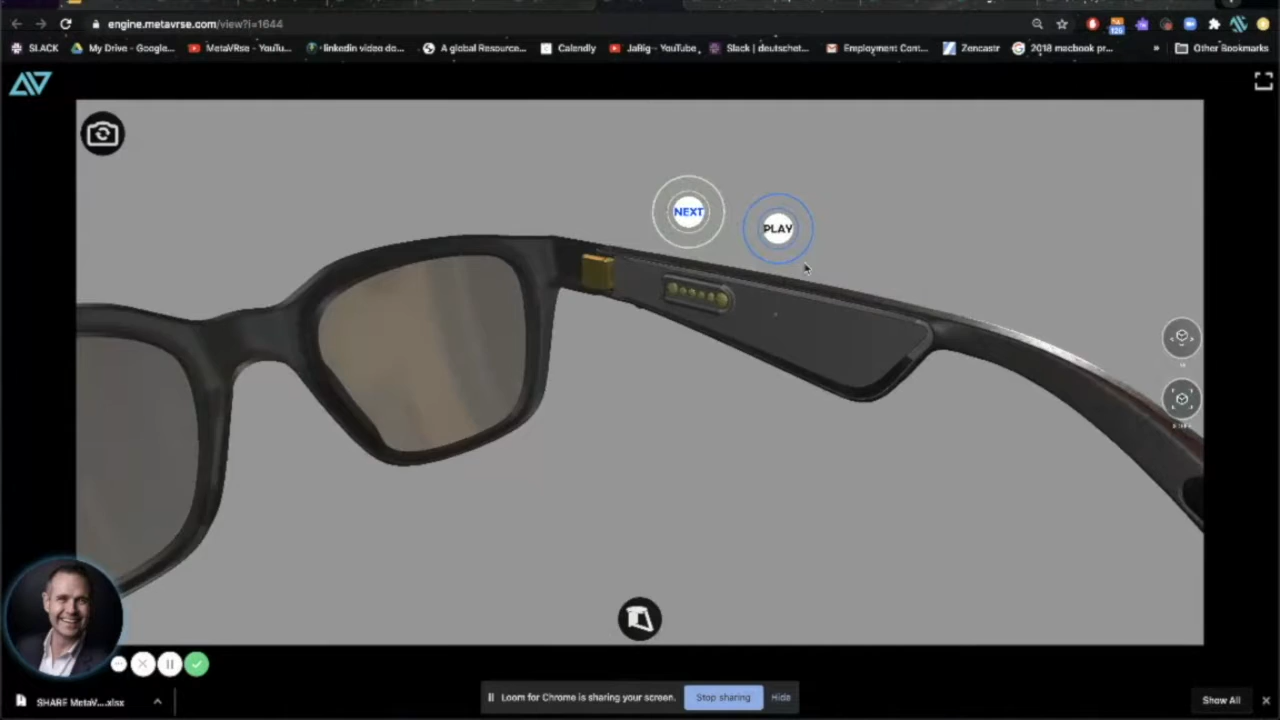 engine.metavrse.com/view?i=1644
SLACK
My Drive - Google...
MetaVRse - YouTu...
linkedin video do...
A global Resource...
Calendly
JaBig - YouTube
Slack | deutschet...
Employment Cont...
Zencastr
2018 macbook pr...
»
Other Bookmarks
NEXT
PLAY
Loom for Chrome is sharing your screen.
Stop sharing
Hide
SHARE MetaV....xlsx
Show All